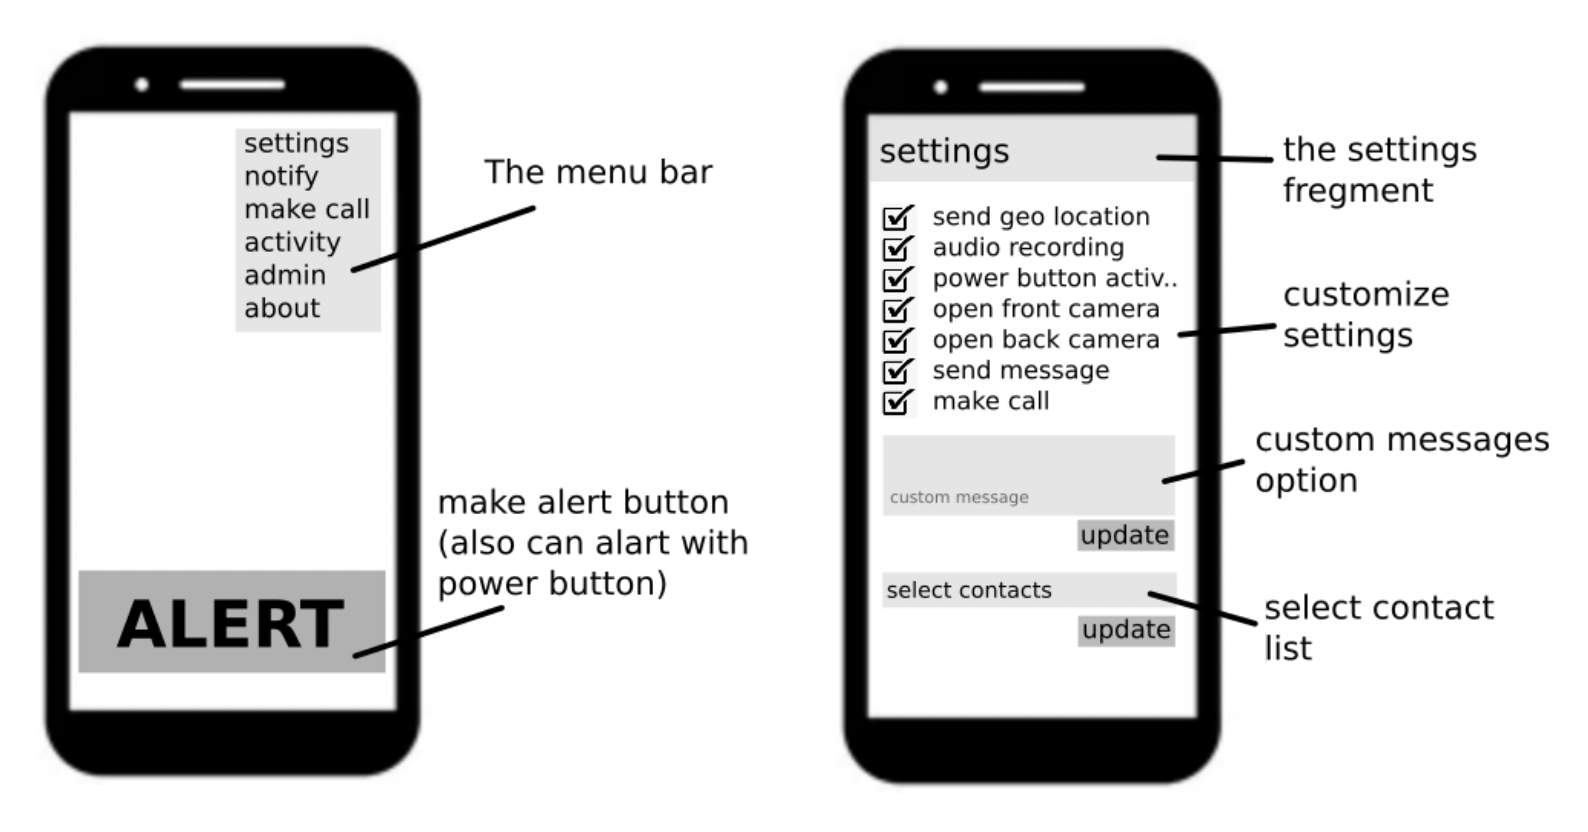 settings
notify
make call
activity
admin
about
The menu bar
make alert button
(also can alart with
power button)
ALERT
settings
the settings
fregment
send geo location
audio recording
power button activ..
open front camera
open back camera
send message
make call
customize
settings
custom message
custom messages
option
update
select contacts
update
select contact
list